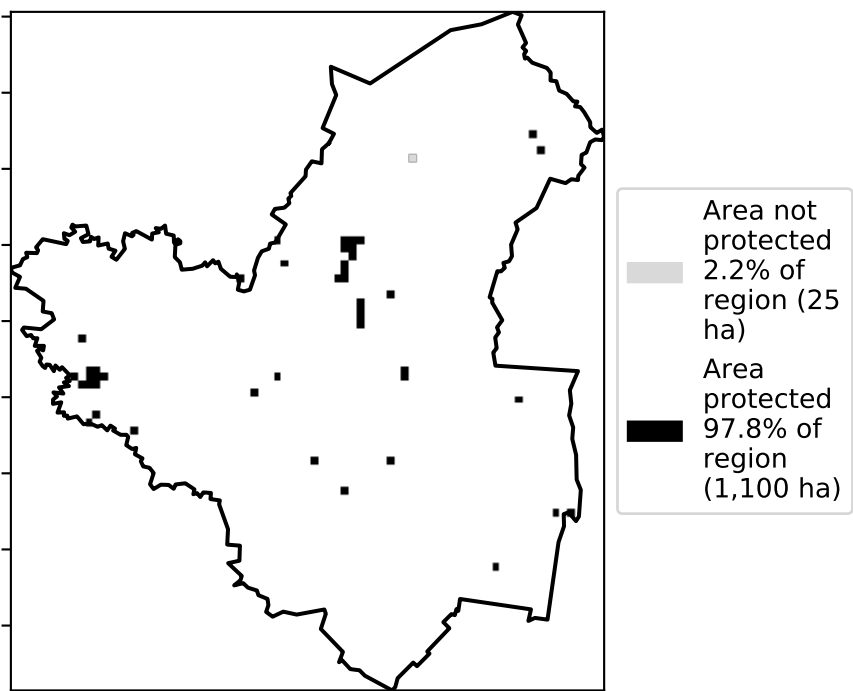 Area not
protected
2.2% of
region (25
ha)
Area
protected
97.8% of
region
(1,100 ha)